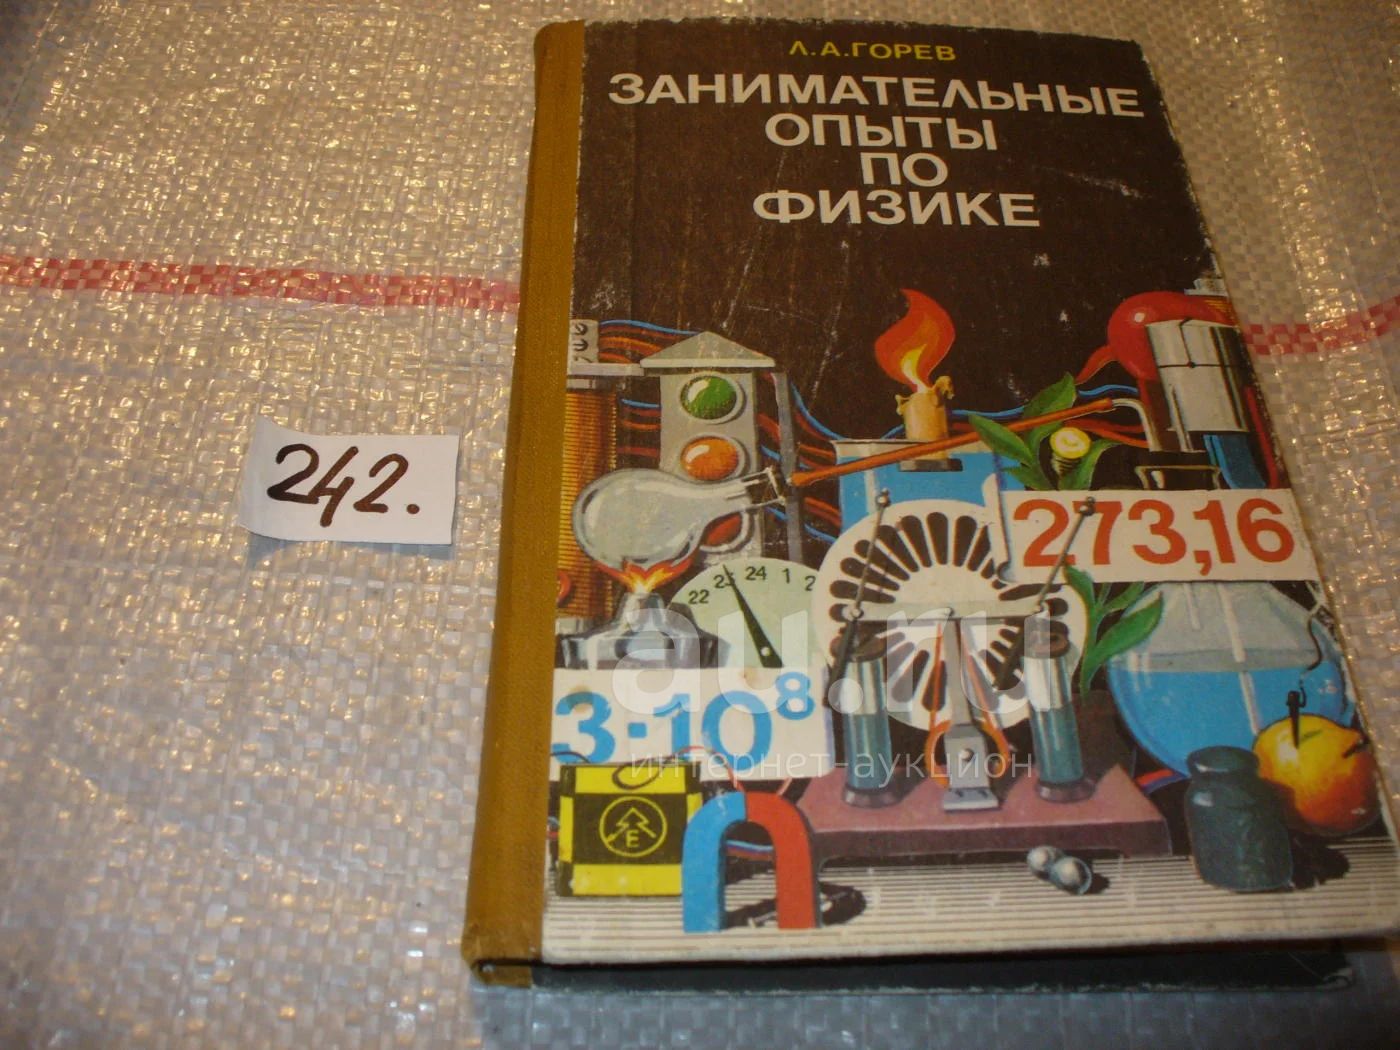 Л.А.ГОРЕВ
ЗАНИМАТЕЛЬНЫЕ
ОПЫТЫ
ПО
ФИЗИКЕ
242.
273,16
22 23 24 1 2
3·10⁸
E
au.ru
интернет-аукцион